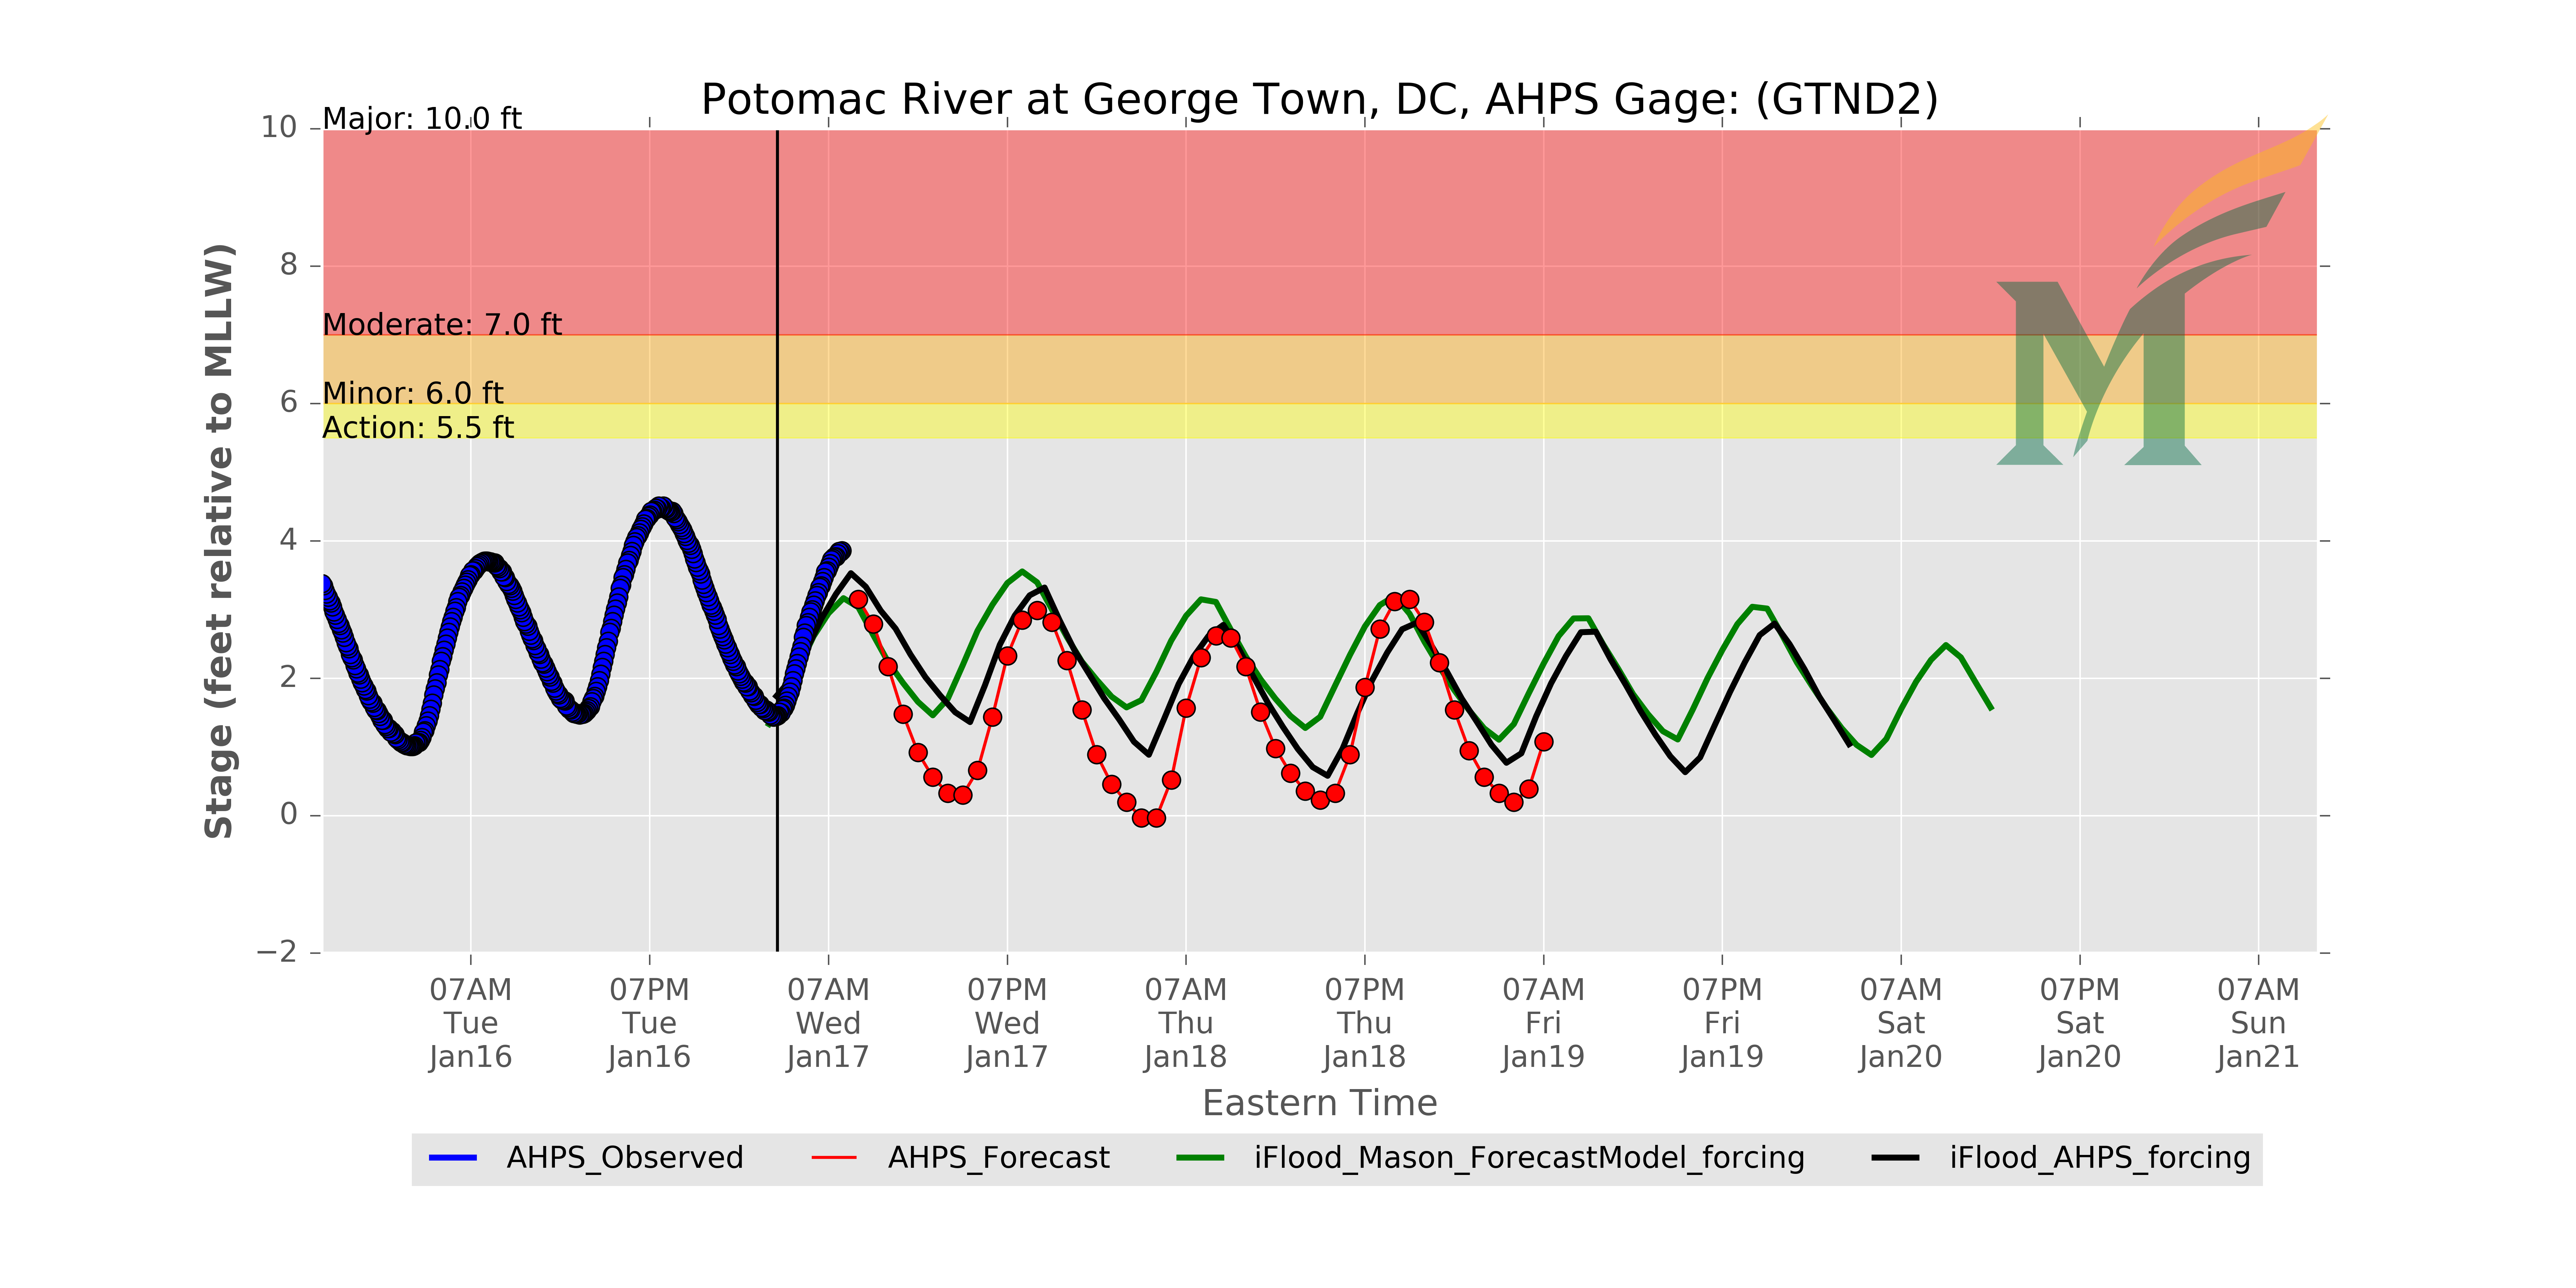 Potomac River at George Town, DC, AHPS Gage: (GTND2)
Major: 10.0 ft
Moderate: 7.0 ft
Minor: 6.0 ft
Action: 5.5 ft
10
8
6
4
2
0
−2
Stage (feet relative to MLLW)
07AM
Tue
Jan16
07PM
Tue
Jan16
07AM
Wed
Jan17
07PM
Wed
Jan17
07AM
Thu
Jan18
07PM
Thu
Jan18
07AM
Fri
Jan19
07PM
Fri
Jan19
07AM
Sat
Jan20
07PM
Sat
Jan20
07AM
Sun
Jan21
Eastern Time
AHPS_Observed
AHPS_Forecast
iFlood_Mason_ForecastModel_forcing
iFlood_AHPS_forcing
M